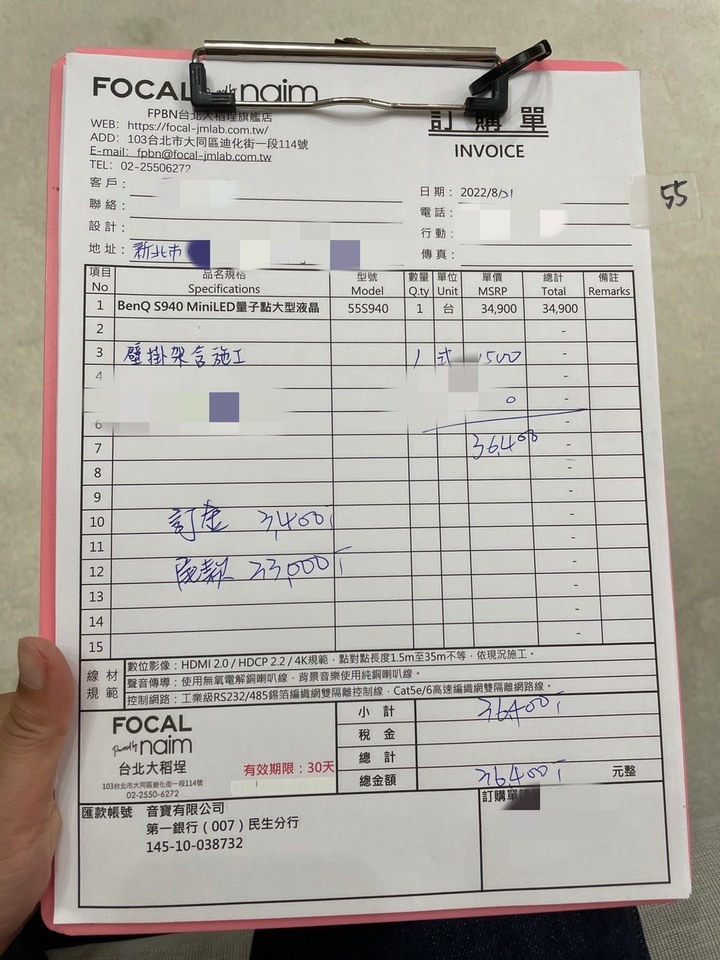 FOCAL Powered by naim
FPBN台北大稻埕旗艦店
WEB: https://focal-jmlab.com.tw/
ADD: 103台北市大同區迪化街一段114號
E-mail: fpbn@focal-jmlab.com.tw
TEL: 02-25506272
訂購單
INVOICE
55
客戶：
聯絡：
設計：
地址：新北市
日期：2022/8/21
電話：
行動：
傳真：
項目 品名規格 型號 數量 單位 單價 總計 備註
No Specifications Model Q.ty Unit MSRP Total Remarks
1 BenQ S940 MiniLED量子點大型液晶 55S940 1 台 34,900 34,900
2 -
3 壁掛架含施工 1 式 1500 -
4 -
0 -
6 -
7 36,400 -
8 -
9 -
10 訂金 3,400 -
11 -
12 尾款 33,000 -
13 -
14 -
15 -
線材規範
數位影像：HDMI 2.0 / HDCP 2.2 / 4K規範，點對點長度1.5m至35m不等，依現況施工。
聲音傳導：使用無氧電解銅喇叭線，背景音樂使用純銅喇叭線。
控制網路：工業級RS232/485錫箔編織網雙隔離控制線，Cat5e/6高速編織網雙隔離網路線。
FOCAL
Powered by naim
台北大稻埕
103台北市大同區迪化街一段114號
02-2550-6272
有效期限：30天
小計 36,400
稅金
總計
總金額 36,400 元整
匯款帳號 音寶有限公司
第一銀行（007）民生分行
145-10-038732
訂購單